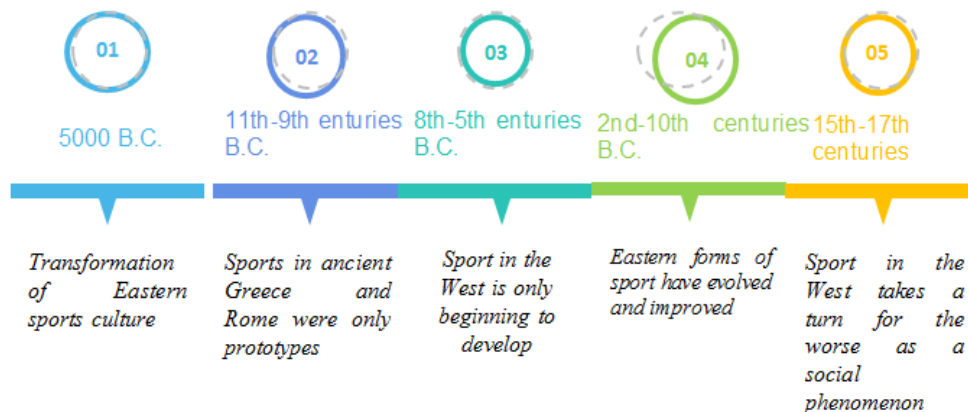 01
5000 B.C.
Transformation
of Eastern
sports culture
02
11th-9th enturies
B.C.
Sports in ancient
Greece and
Rome were only
prototypes
03
8th-5th enturies
B.C.
Sport in the
West is only
beginning to
develop
04
2nd-10th centuries
B.C.
Eastern forms of
sport have evolved
and improved
05
15th-17th
centuries
Sport in the
West takes a
turn for the
worse as a
social
phenomenon